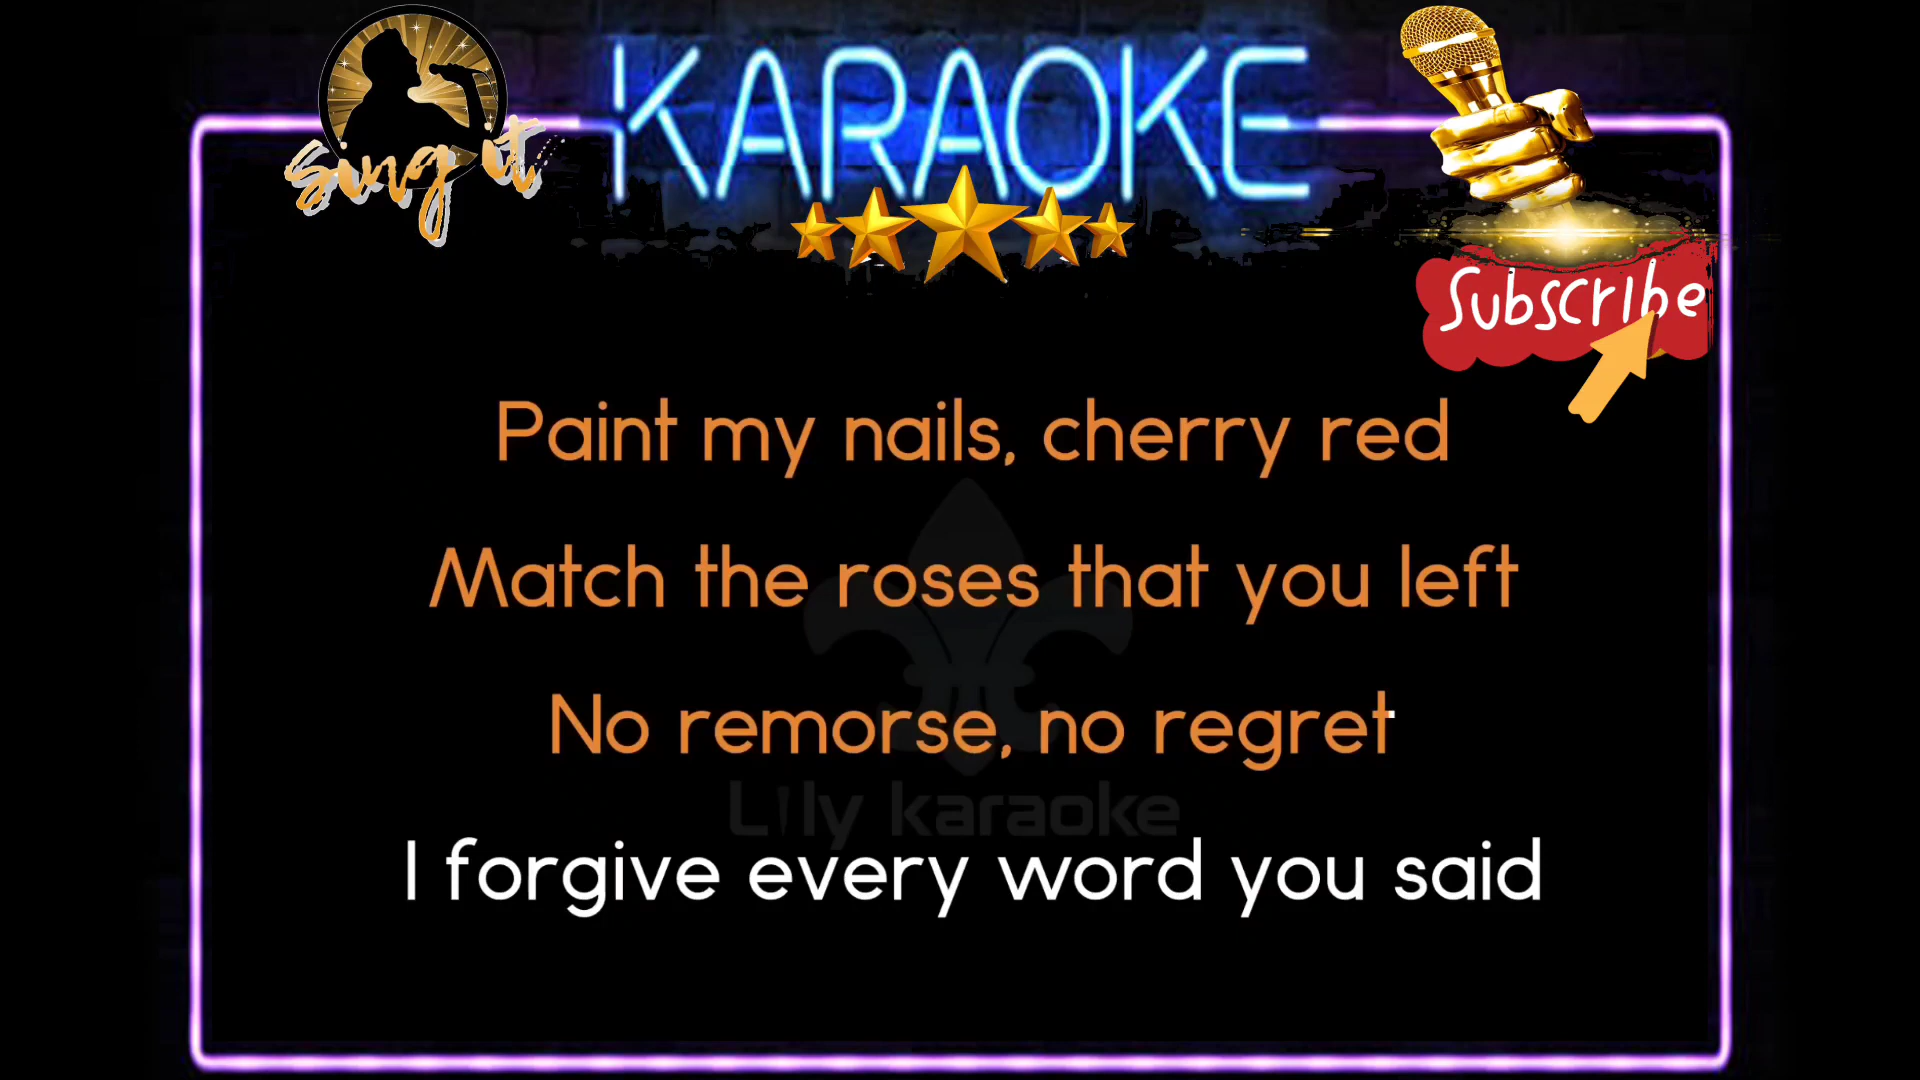 sing it
KARAOKE
Subscribe
Paint my nails, cherry red
Match the roses that you left
No remorse, no regret
Lily karaoke
I forgive every word you said